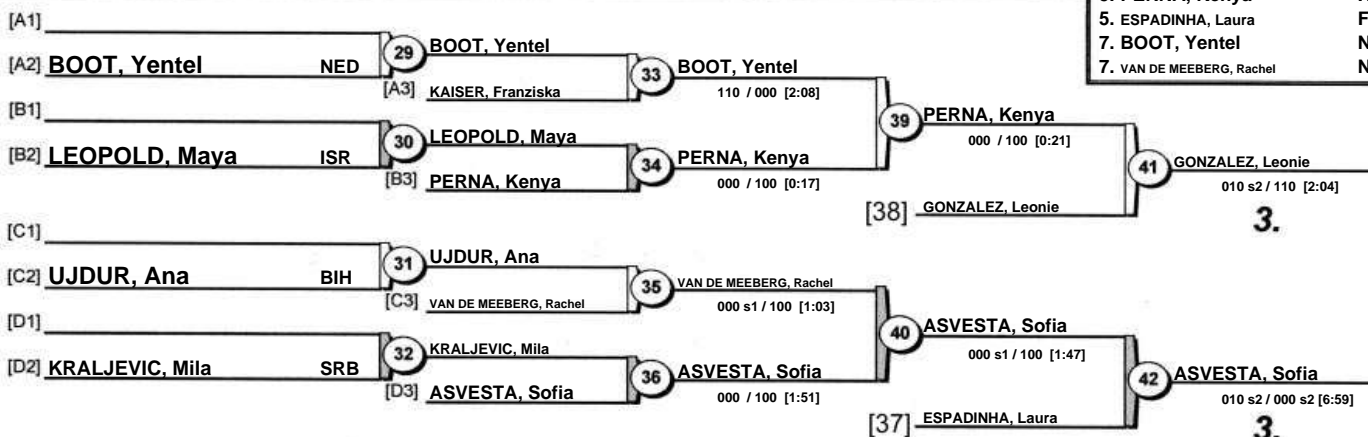 5. ESPADINHA, Laura F
7. BOOT, Yentel N
7. VAN DE MEEBERG, Rachel N
[A1]
[A2] BOOT, Yentel NED
29
BOOT, Yentel
[A3] KAISER, Franziska
33
BOOT, Yentel
110 / 000 [2:08]
[B1]
[B2] LEOPOLD, Maya ISR
30
LEOPOLD, Maya
[B3] PERNA, Kenya
34
PERNA, Kenya
000 / 100 [0:17]
39
PERNA, Kenya
000 / 100 [0:21]
[38] GONZALEZ, Leonie
41
GONZALEZ, Leonie
010 s2 / 110 [2:04]
3.
[C1]
[C2] UJDUR, Ana BIH
31
UJDUR, Ana
[C3] VAN DE MEEBERG, Rachel
35
VAN DE MEEBERG, Rachel
000 s1 / 100 [1:03]
[D1]
[D2] KRALJEVIC, Mila SRB
32
KRALJEVIC, Mila
[D3] ASVESTA, Sofia
36
ASVESTA, Sofia
000 / 100 [1:51]
40
ASVESTA, Sofia
000 s1 / 100 [1:47]
[37] ESPADINHA, Laura
42
ASVESTA, Sofia
010 s2 / 000 s2 [6:59]
3.